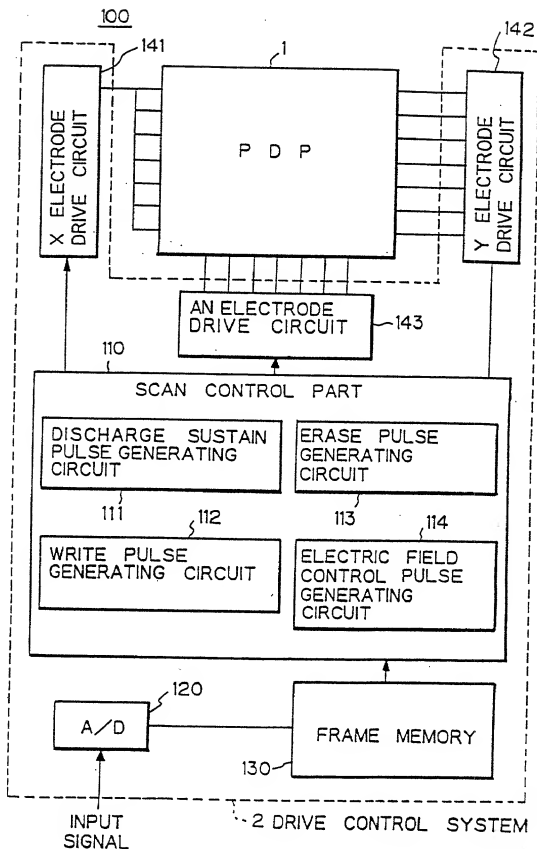 100
141
1
142
X ELECTRODE
DRIVE CIRCUIT
P D P
Y ELECTRODE
DRIVE CIRCUIT
AN ELECTRODE
DRIVE CIRCUIT
143
110
SCAN CONTROL PART
DISCHARGE SUSTAIN
PULSE GENERATING
CIRCUIT
111
ERASE PULSE
GENERATING
CIRCUIT
113
112
WRITE PULSE
GENERATING CIRCUIT
114
ELECTRIC FIELD
CONTROL PULSE
GENERATING
CIRCUIT
120
A/D
FRAME MEMORY
130
INPUT
SIGNAL
2 DRIVE CONTROL SYSTEM